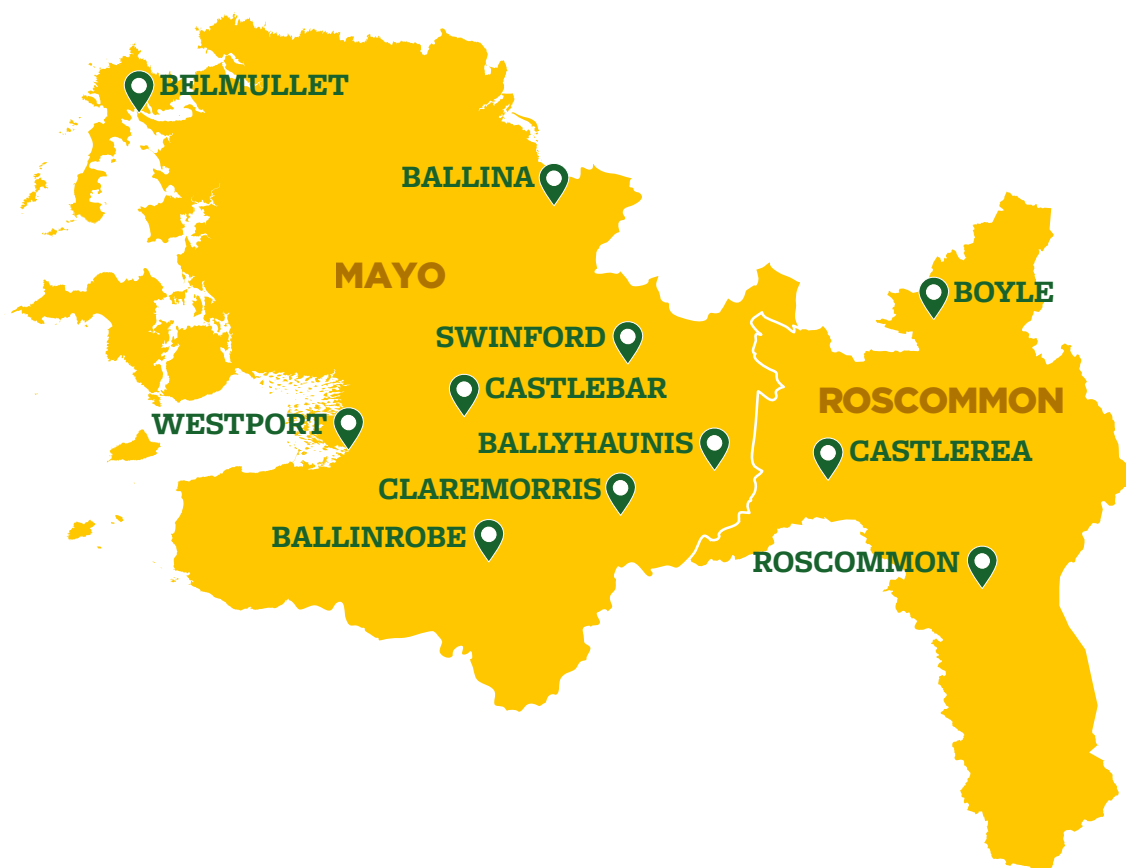 BELMULLET
BALLINA
MAYO
BOYLE
SWINFORD
CASTLEBAR
ROSCOMMON
WESTPORT
BALLYHAUNIS
CASTLEREA
CLAREMORRIS
BALLINROBE
ROSCOMMON